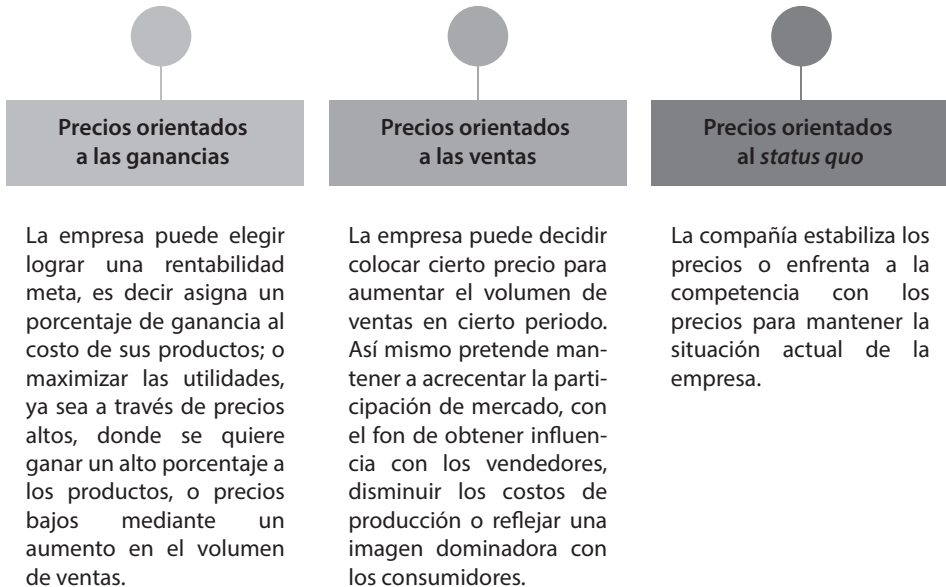 Precios orientados
a las ganancias
La empresa puede elegir
lograr una rentabilidad
meta, es decir asigna un
porcentaje de ganancia al
costo de sus productos; o
maximizar las utilidades,
ya sea a través de precios
altos, donde se quiere
ganar un alto porcentaje a
los productos, o precios
bajos mediante un
aumento en el volumen
de ventas.
Precios orientados
a las ventas
La empresa puede decidir
colocar cierto precio para
aumentar el volumen de
ventas en cierto periodo.
Así mismo pretende man-
tener a acrecentar la parti-
cipación de mercado, con
el fon de obtener influen-
cia con los vendedores,
disminuir los costos de
producción o reflejar una
imagen dominadora con
los consumidores.
Precios orientados
al status quo
La compañía estabiliza los
precios o enfrenta a la
competencia con los
precios para mantener la
situación actual de la
empresa.